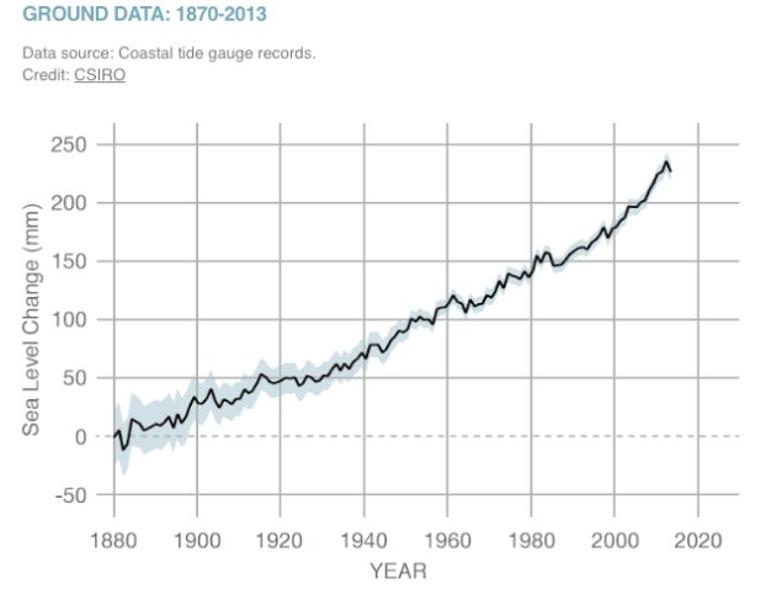 GROUND DATA: 1870-2013
Data source: Coastal tide gauge records.
Credit: CSIRO
250
200
150
100
50
0
-50
Sea Level Change (mm)
1880 1900 1920 1940 1960 1980 2000 2020
YEAR